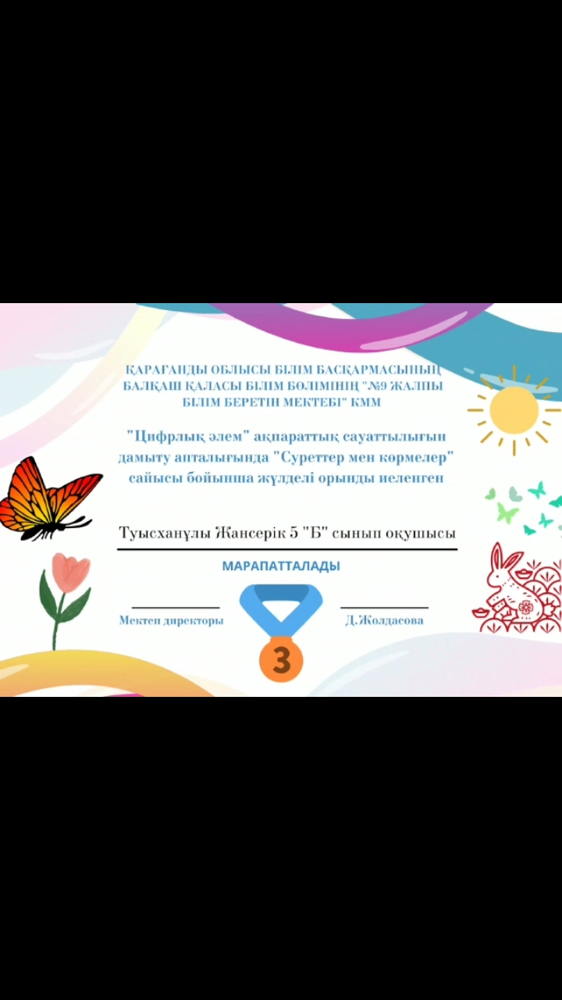 ҚАРАҒАНДЫ ОБЛЫСЫ БІЛІМ БАСҚАРМАСЫНЫҢ
БАЛҚАШ ҚАЛАСЫ БІЛІМ БӨЛІМІНІҢ "№9 ЖАЛПЫ
БІЛІМ БЕРЕТІН МЕКТЕБІ" КММ
"Цифрлық әлем" ақпараттық сауаттылығын
дамыту апталығында "Суреттер мен көрмелер"
сайысы бойынша жүлделі орынды иеленген
Туысханұлы Жансерік 5 "Б" сынып оқушысы
МАРАПАТТАЛАДЫ
Мектеп директоры
Д.Жолдасова
3